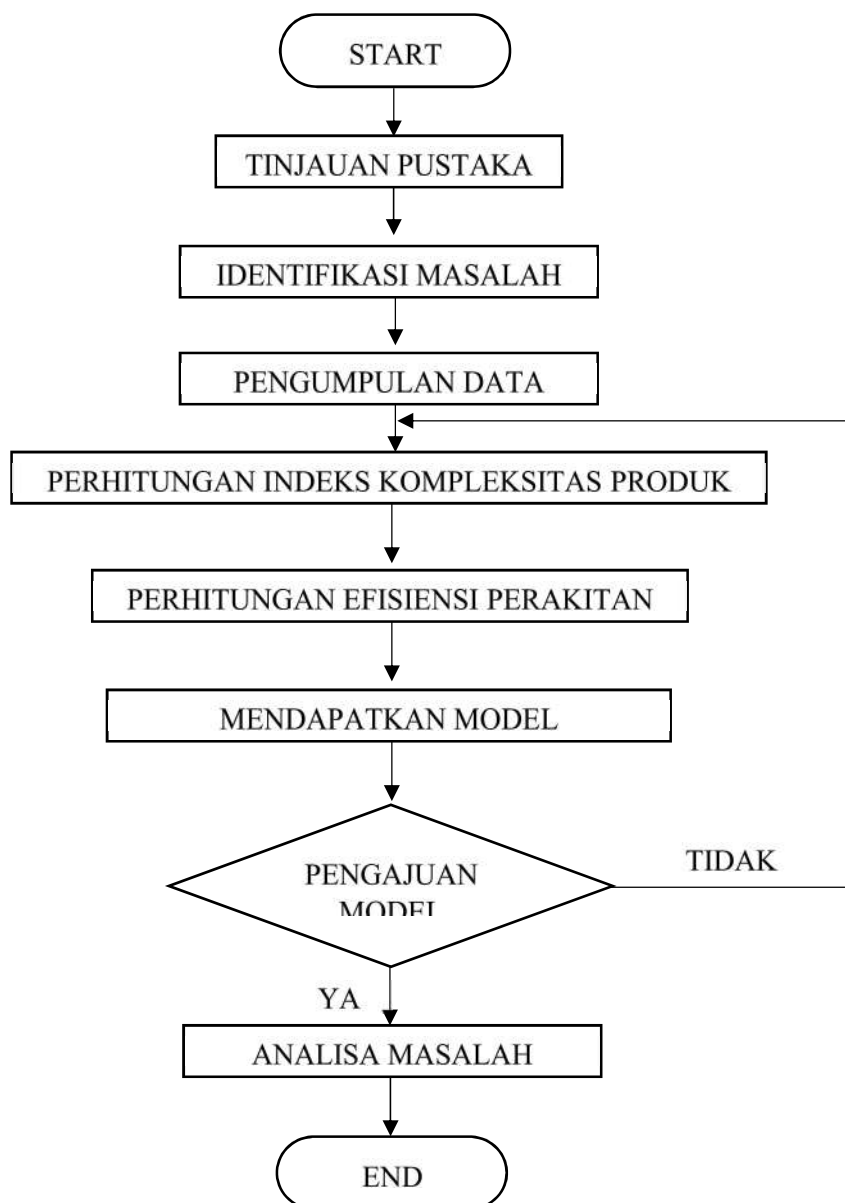 START
TINJAUAN PUSTAKA
IDENTIFIKASI MASALAH
PENGUMPULAN DATA
PERHITUNGAN INDEKS KOMPLEKSITAS PRODUK
PERHITUNGAN EFISIENSI PERAKITAN
MENDAPATKAN MODEL
PENGAJUAN
MODEL
TIDAK
YA
ANALISA MASALAH
END